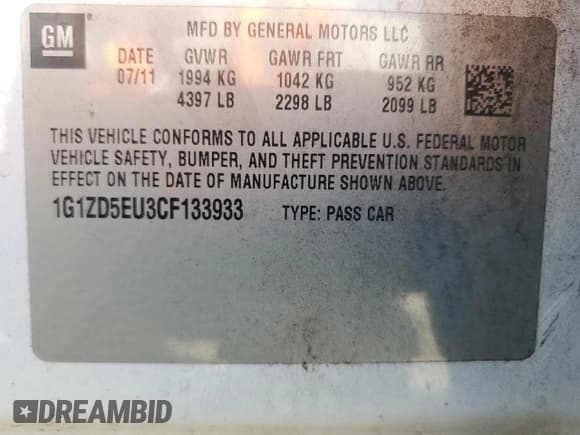 GM
MFD BY GENERAL MOTORS LLC
DATE GVWR GAWR FRT GAWR RR
07/11 1994 KG 1042 KG 952 KG
4397 LB 2298 LB 2099 LB
THIS VEHICLE CONFORMS TO ALL APPLICABLE U.S. FEDERAL MOTOR
VEHICLE SAFETY, BUMPER, AND THEFT PREVENTION STANDARDS IN
EFFECT ON THE DATE OF MANUFACTURE SHOWN ABOVE.
1G1ZD5EU3CF133933 TYPE: PASS CAR
DREAMBID